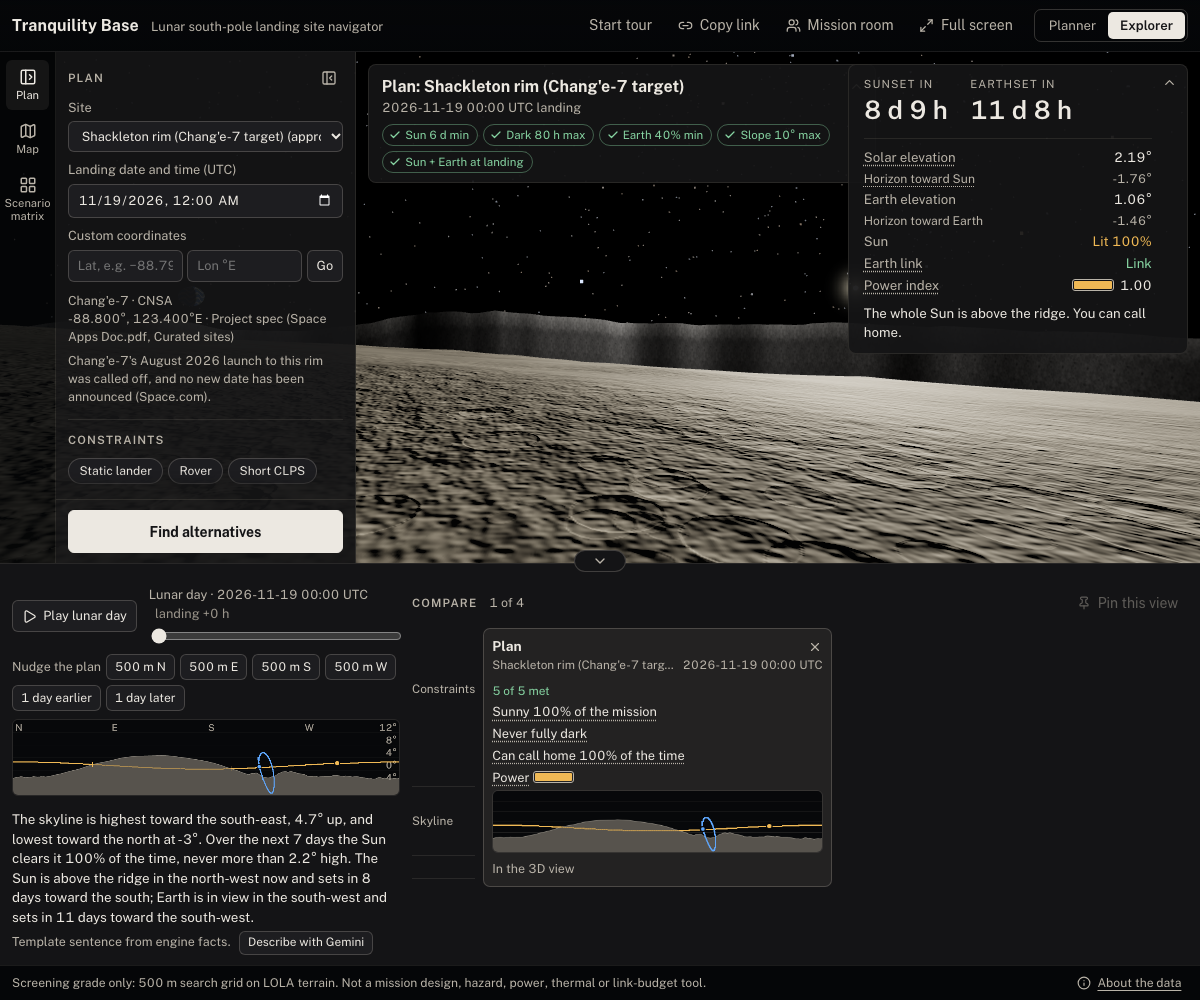 Tranquility Base Lunar south-pole landing site navigator Start tour Copy link Mission room Full screen Planner Explorer
Plan
Map
Scenario
matrix
PLAN
Site
Shackleton rim (Chang'e-7 target) (appro
Landing date and time (UTC)
11/19/2026, 12:00 AM
Custom coordinates
Lat, e.g. −88.79 Lon °E Go
Chang'e-7 · CNSA
-88.800°, 123.400°E · Project spec (Space
Apps Doc.pdf, Curated sites)
Chang'e-7's August 2026 launch to this rim
was called off, and no new date has been
announced (Space.com).
CONSTRAINTS
Static lander Rover Short CLPS
Find alternatives
Plan: Shackleton rim (Chang'e-7 target)
2026-11-19 00:00 UTC landing
Sun 6 d min Dark 80 h max Earth 40% min Slope 10° max
Sun + Earth at landing
SUNSET IN EARTHSET IN
8 d 9 h 11 d 8 h
Solar elevation 2.19°
Horizon toward Sun -1.76°
Earth elevation 1.06°
Horizon toward Earth -1.46°
Sun Lit 100%
Earth link Link
Power index 1.00
The whole Sun is above the ridge. You can call
home.
Play lunar day
Lunar day · 2026-11-19 00:00 UTC
landing +0 h
Nudge the plan 500 m N 500 m E 500 m S 500 m W
1 day earlier 1 day later
N E S W 12°
8°
4°
0°
The skyline is highest toward the south-east, 4.7° up, and
lowest toward the north at -3°. Over the next 7 days the Sun
clears it 100% of the time, never more than 2.2° high. The
Sun is above the ridge in the north-west now and sets in 8
days toward the south; Earth is in view in the south-west and
sets in 11 days toward the south-west.
Template sentence from engine facts. Describe with Gemini
COMPARE 1 of 4 Pin this view
Constraints
Skyline
Plan
Shackleton rim (Chang'e-7 targ... 2026-11-19 00:00 UTC
5 of 5 met
Sunny 100% of the mission
Never fully dark
Can call home 100% of the time
Power
In the 3D view
Screening grade only: 500 m search grid on LOLA terrain. Not a mission design, hazard, power, thermal or link-budget tool. About the data